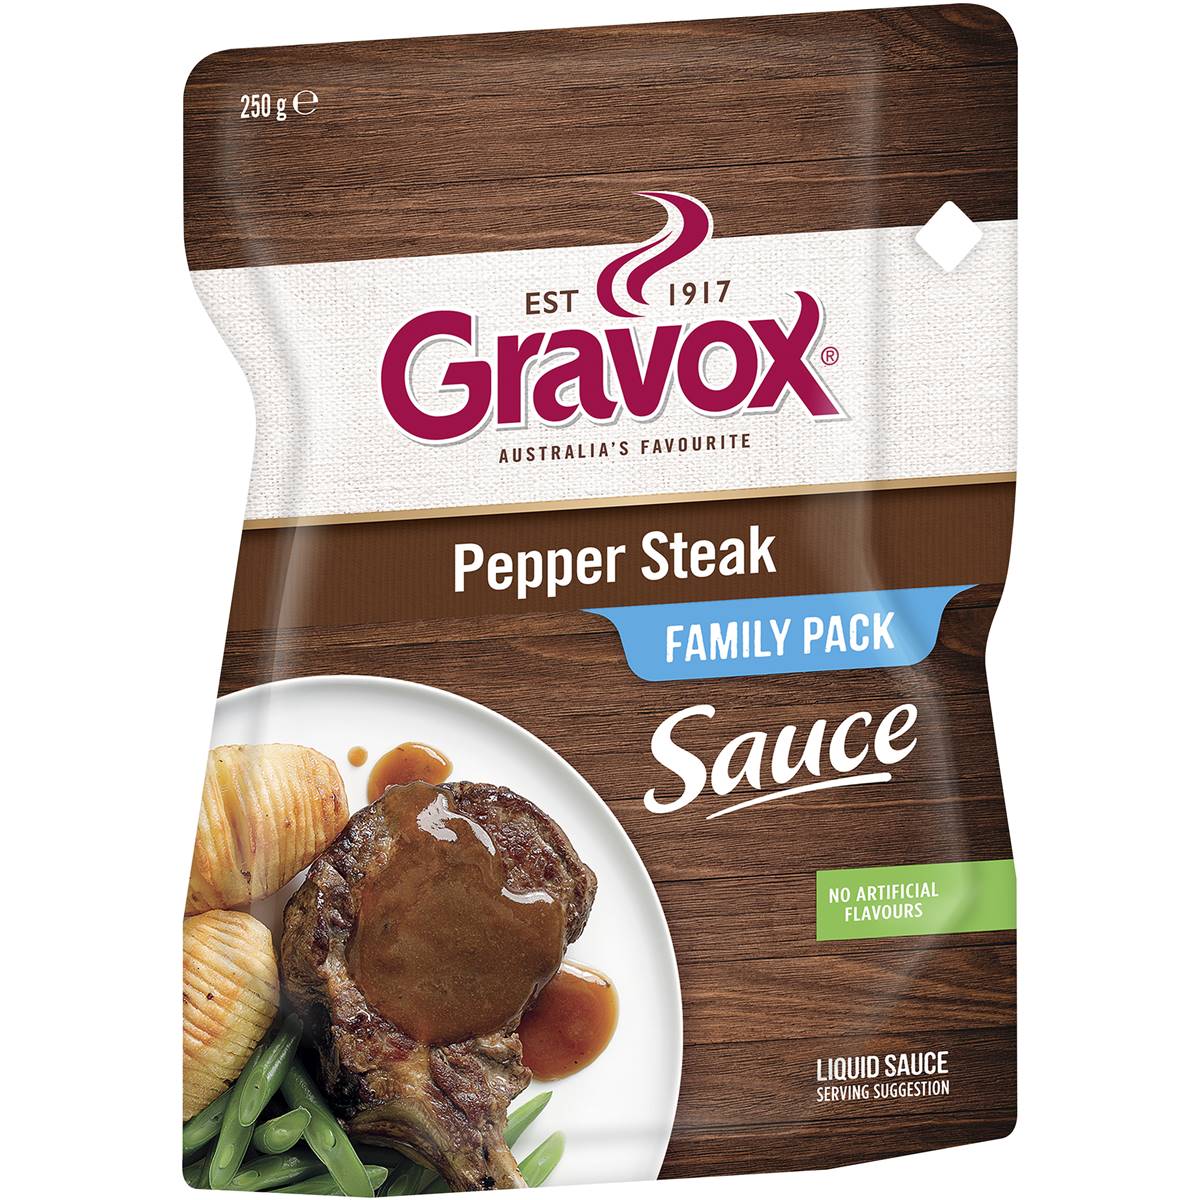 250 g ℮
EST 1917
Gravox®
AUSTRALIA'S FAVOURITE
Pepper Steak
FAMILY PACK
Sauce
NO ARTIFICIAL
FLAVOURS
LIQUID SAUCE
SERVING SUGGESTION